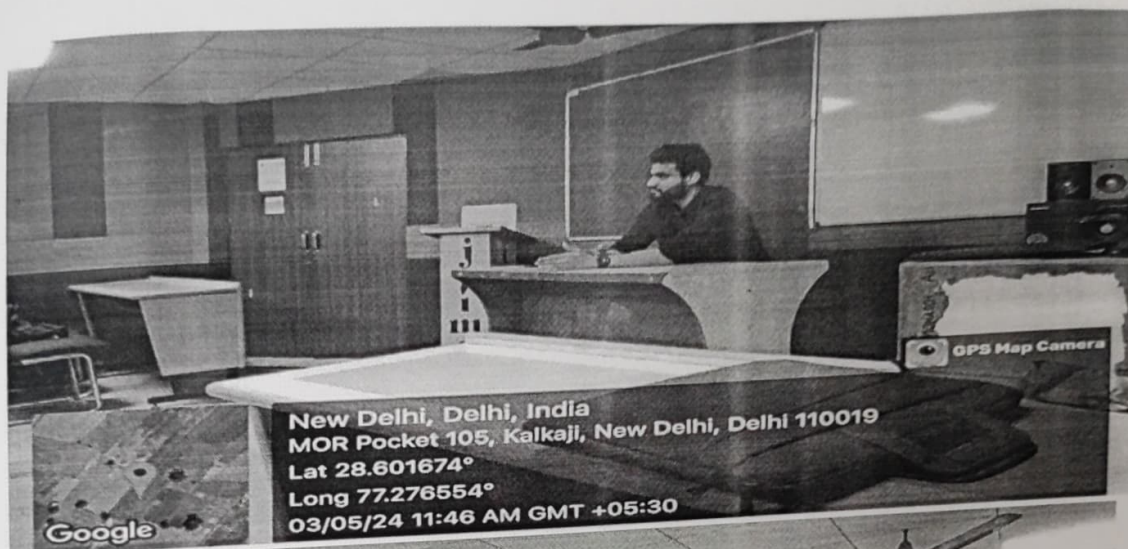 GPS Map Camera
New Delhi, Delhi, India
MOR Pocket 105, Kalkaji, New Delhi, Delhi 110019
Lat 28.601674°
Long 77.276554°
03/05/24 11:46 AM GMT +05:30
Google